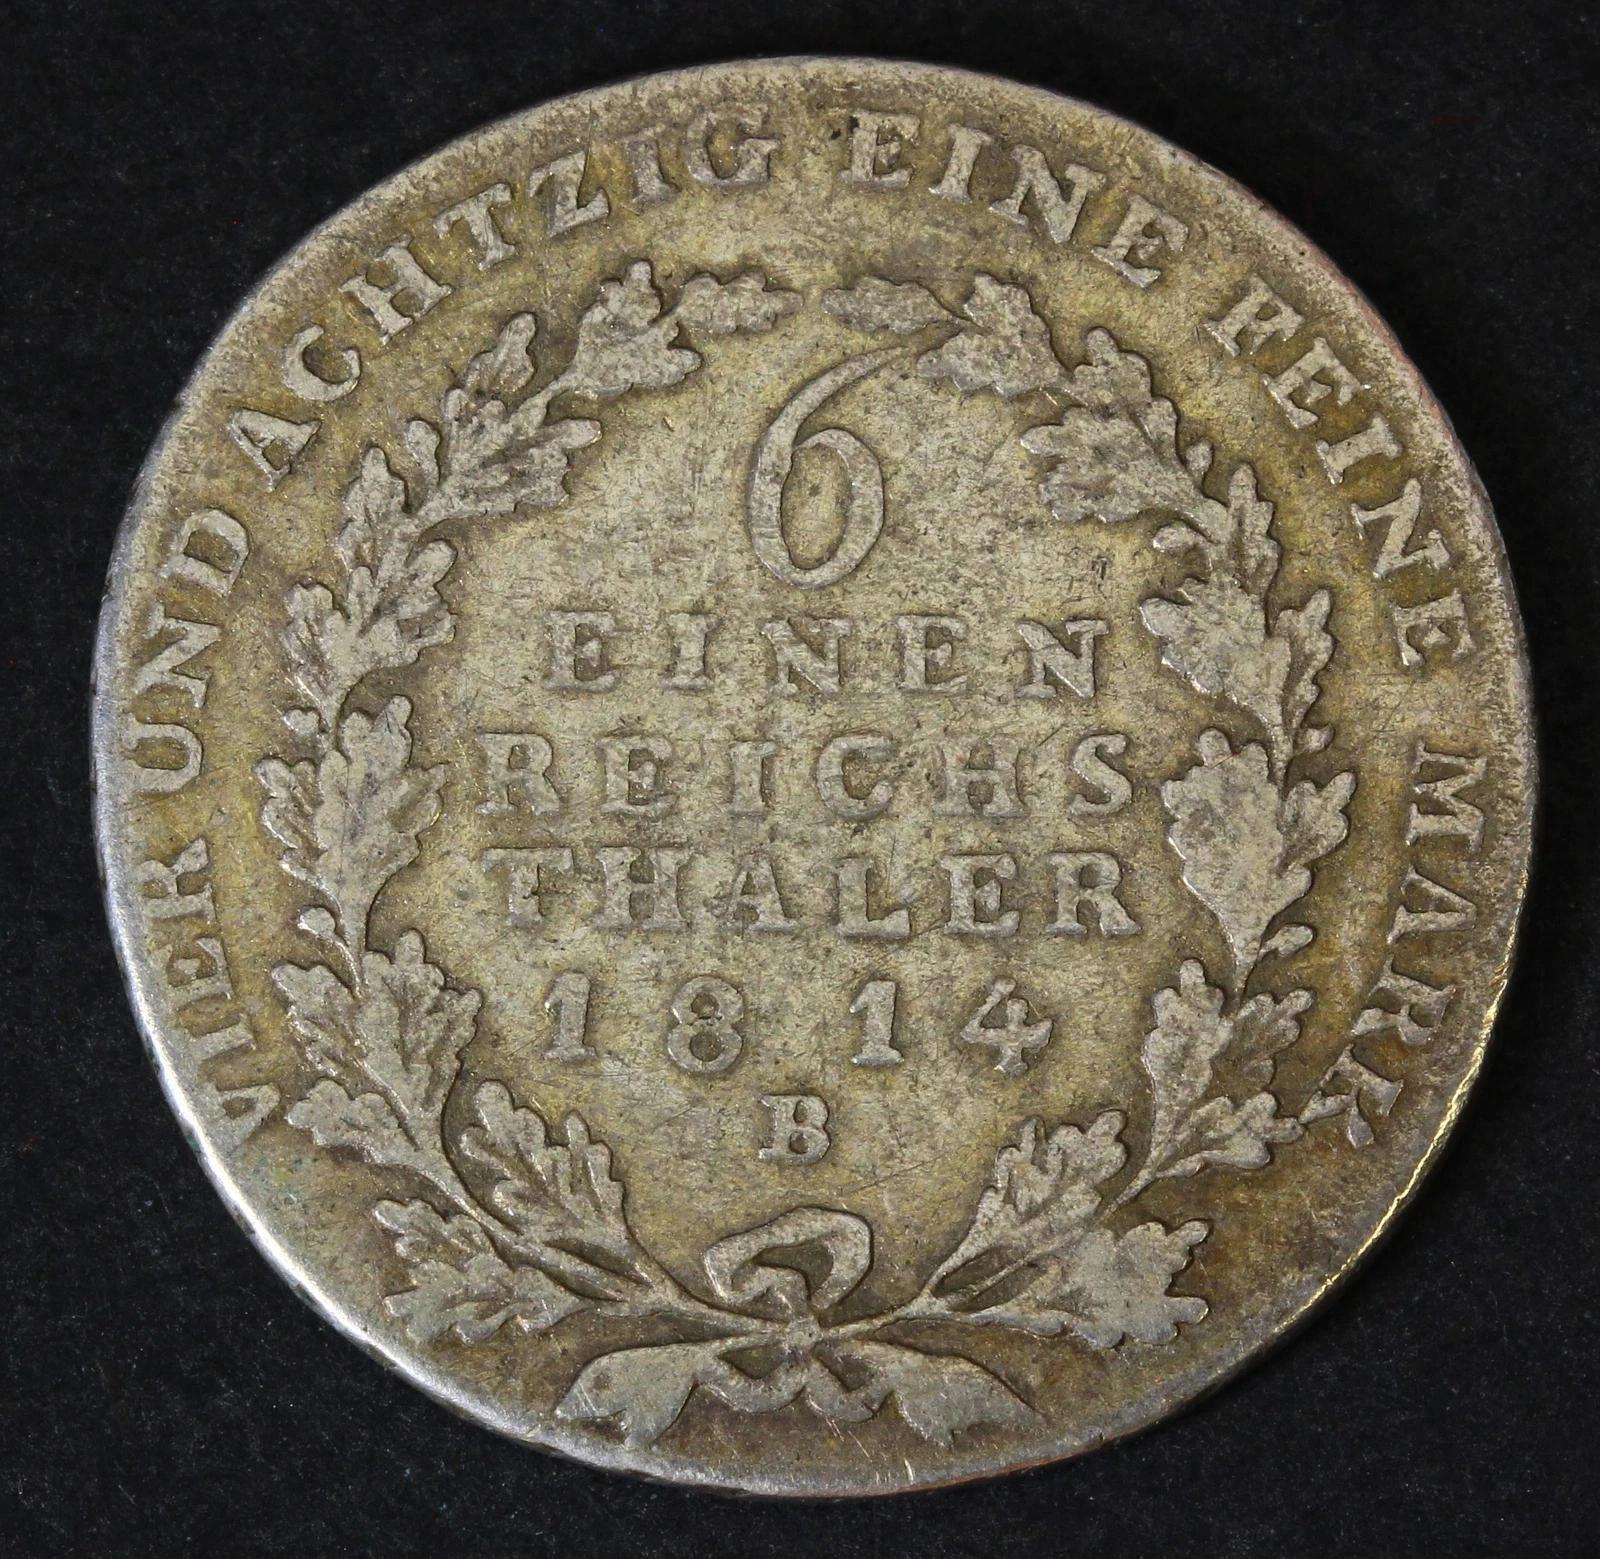 VIER UND ACHTZIG EINE FEINE MARK
6
EINEN
REICHS
THALER
1814
B